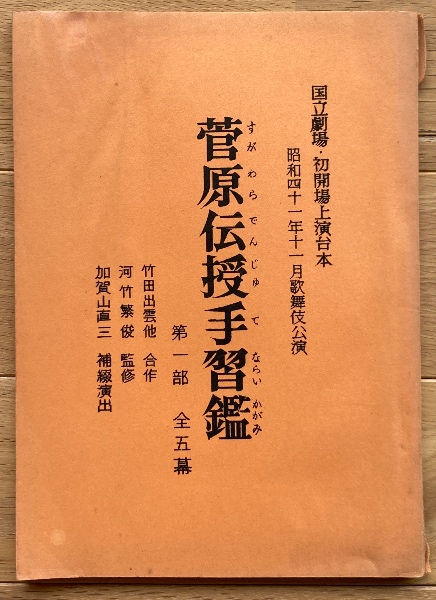 国立劇場・初開場上演台本
昭和四十一年十一月歌舞伎公演
すがわらでんじゅてならいかがみ
菅原伝授手習鑑
第一部 全五幕
竹田出雲他 合作
河竹繁俊 監修
加賀山直三 補綴演出